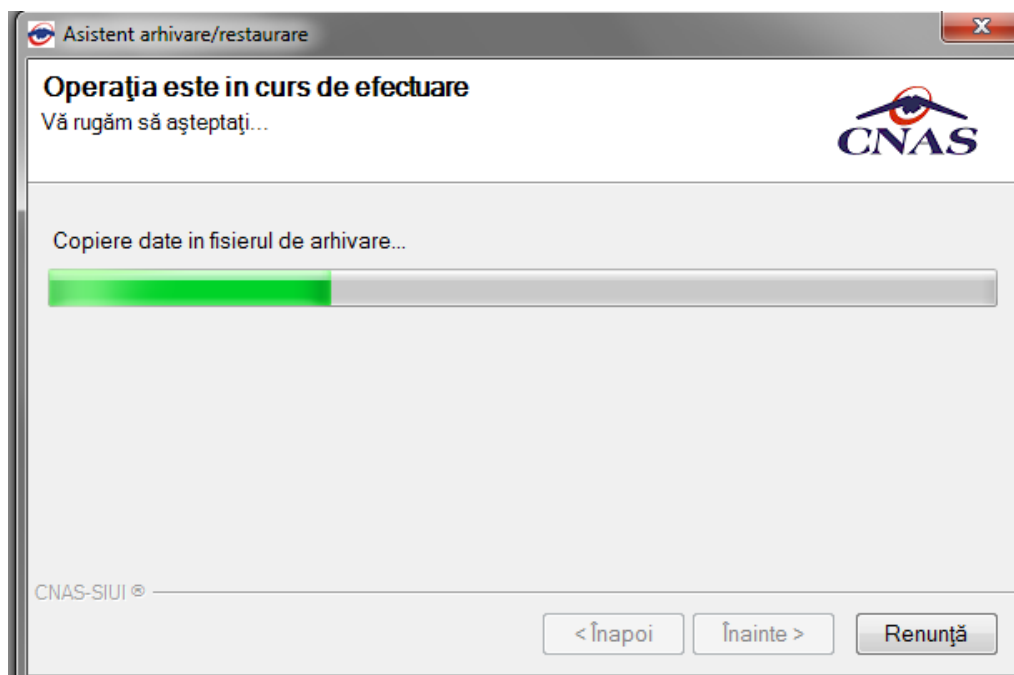 Asistent arhivare/restaurare
Operaţia este in curs de efectuare
Vă rugăm să aşteptaţi...
CNAS
Copiere date in fisierul de arhivare...
CNAS-SIUI ®
< Înapoi
Înainte >
Renunţă